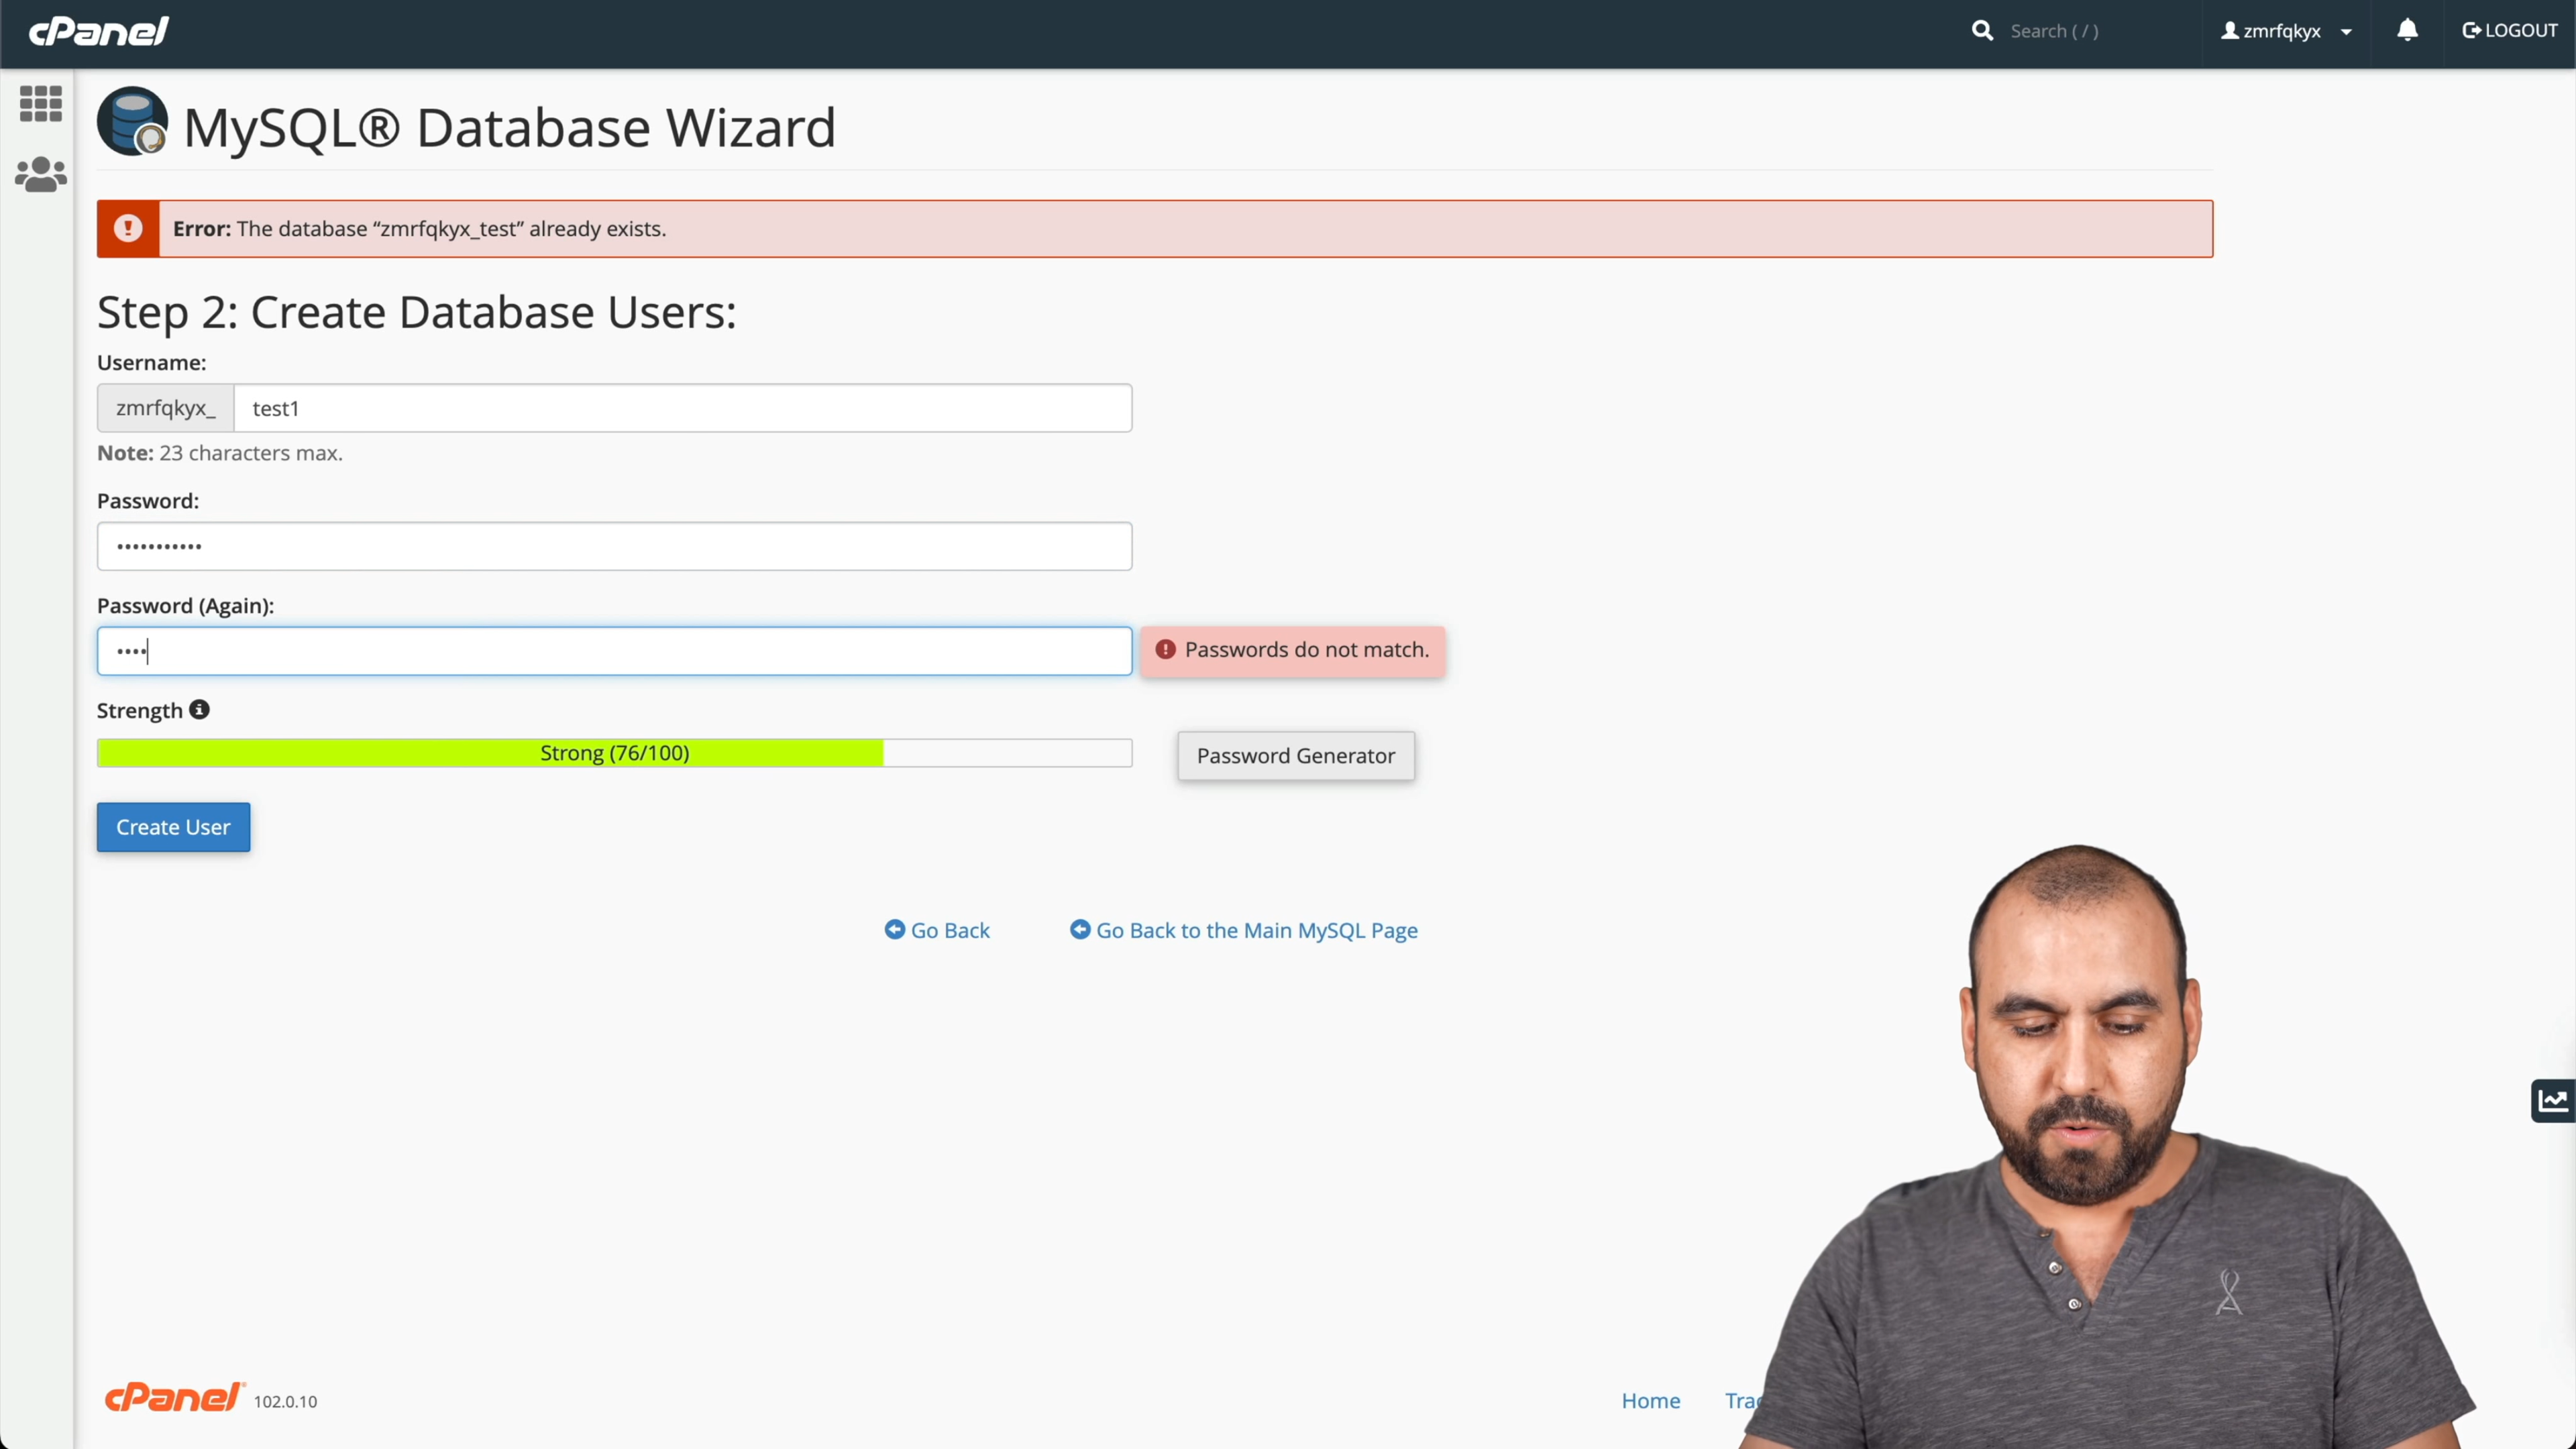 cPanel
Search ( / )
zmrfqkyx
LOGOUT
MySQL® Database Wizard
Error: The database “zmrfqkyx_test” already exists.
Step 2: Create Database Users:
Username:
zmrfqkyx_
test1
Note: 23 characters max.
Password:
•••••••••••
Password (Again):
••••
Passwords do not match.
Strength
Strong (76/100)
Password Generator
Create User
Go Back
Go Back to the Main MySQL Page
cPanel® 102.0.10
Home